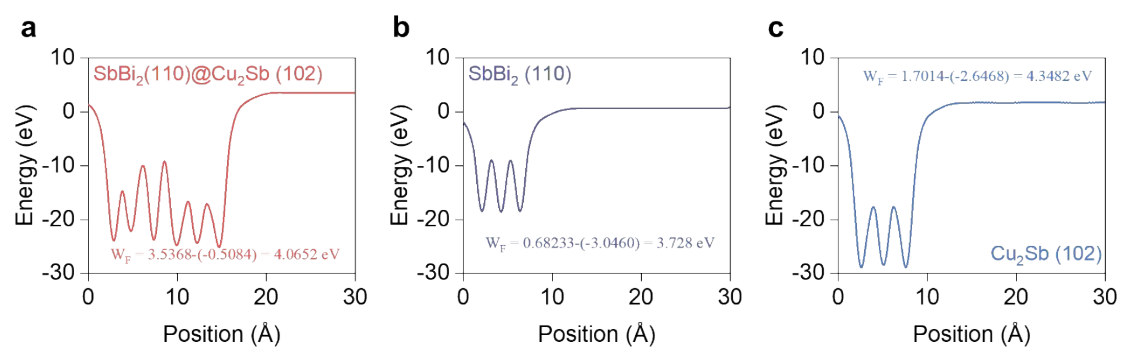 a
SbBi₂(110)@Cu₂Sb (102)
W_F = 3.5368-(-0.5084) = 4.0652 eV
Energy (eV)
10
0
-10
-20
-30
0
10
20
30
Position (Å)
b
SbBi₂ (110)
W_F = 0.68233-(-3.0460) = 3.728 eV
Energy (eV)
10
0
-10
-20
-30
0
10
20
30
Position (Å)
c
W_F = 1.7014-(-2.6468) = 4.3482 eV
Cu₂Sb (102)
Energy (eV)
10
0
-10
-20
-30
0
10
20
30
Position (Å)